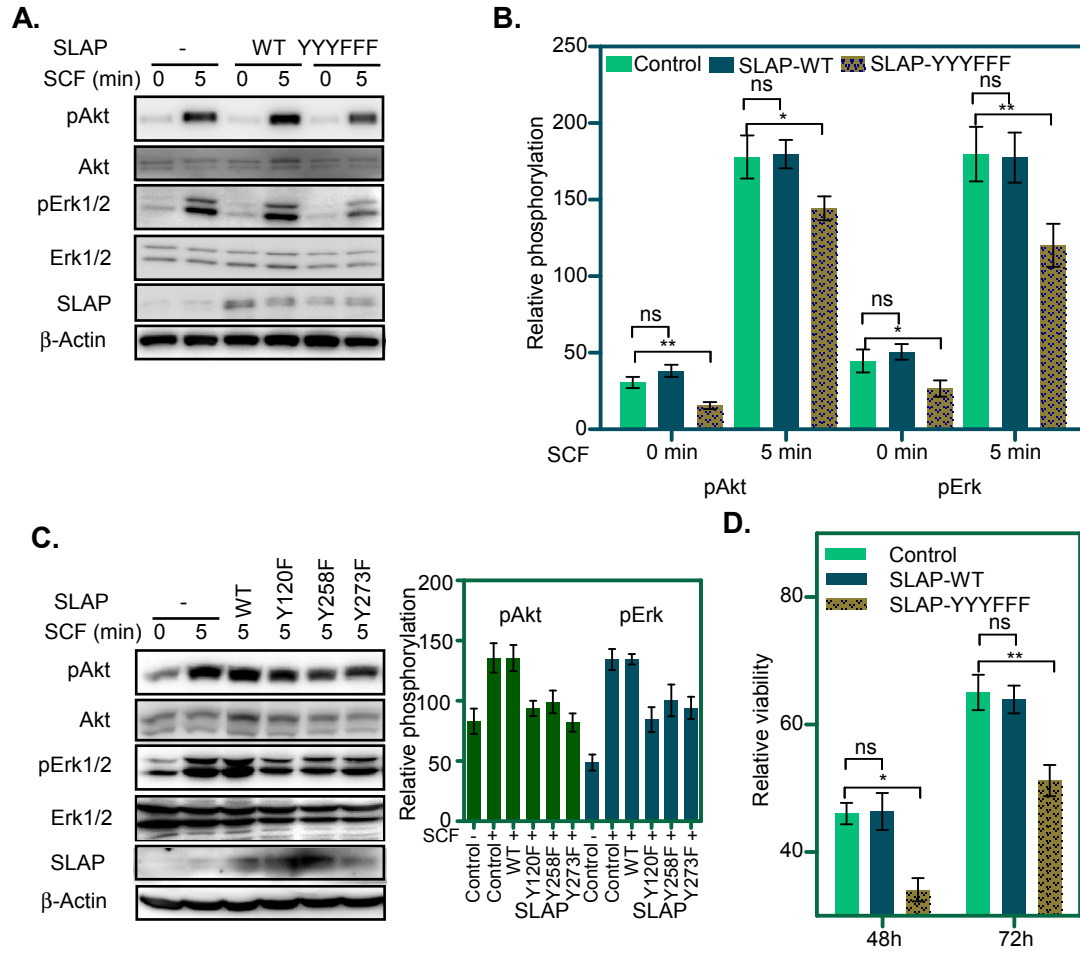 A.
SLAP - WT YYYFFF
SCF (min) 0 5 0 5 0 5
pAkt
Akt
pErk1/2
Erk1/2
SLAP
β-Actin
B.
250
200
150
100
50
0
Relative phosphorylation
Control SLAP-WT SLAP-YYYFFF
ns
*
ns
**
ns
**
ns
*
SCF 0 min 5 min 0 min 5 min
pAkt pErk
C.
SLAP - WT Y120F Y258F Y273F
SCF (min) 0 5 5 5 5 5
pAkt
Akt
pErk1/2
Erk1/2
SLAP
β-Actin
200
150
100
50
0
Relative phosphorylation
pAkt pErk
SCF - + + + + + - + + + + +
Control Control WT Y120F Y258F Y273F Control Control WT Y120F Y258F Y273F
SLAP SLAP
D.
Control
SLAP-WT
SLAP-YYYFFF
80
60
40
Relative viability
ns
**
ns
*
48h 72h